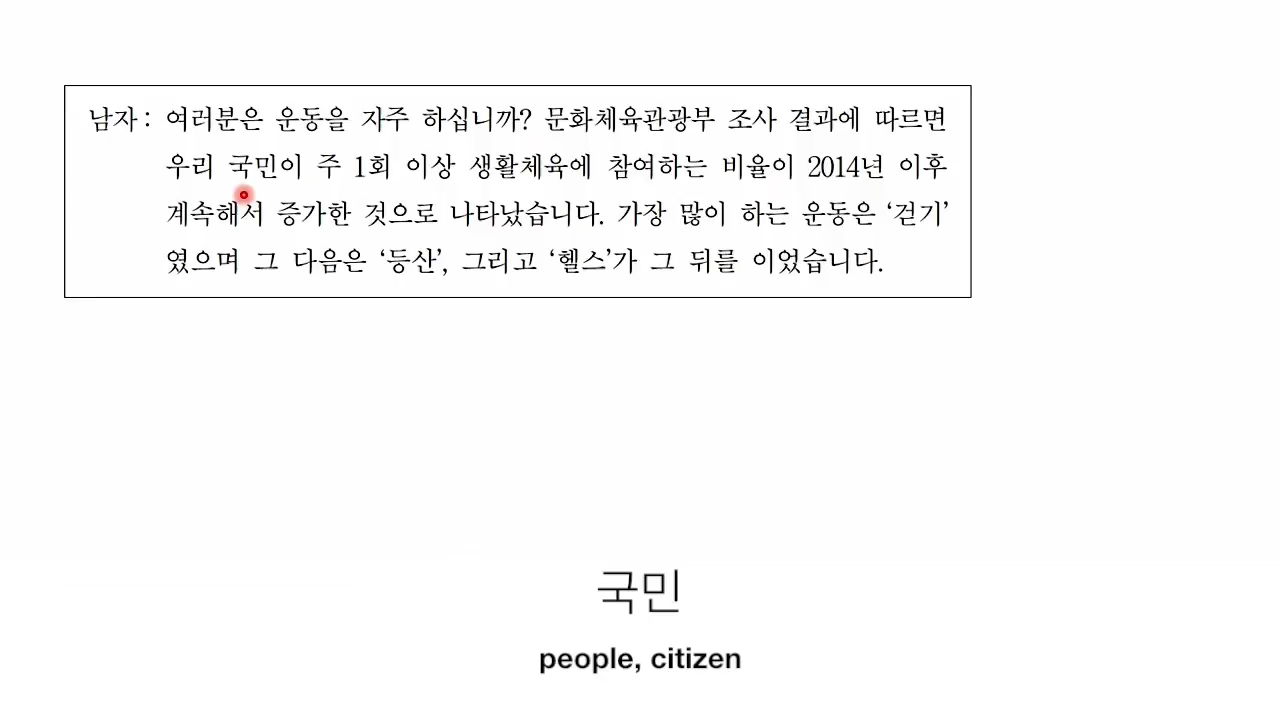 남자 : 여러분은 운동을 자주 하십니까? 문화체육관광부 조사 결과에 따르면
우리 국민이 주 1회 이상 생활체육에 참여하는 비율이 2014년 이후
계속해서 증가한 것으로 나타났습니다. 가장 많이 하는 운동은 ‘걷기’
였으며 그 다음은 ‘등산’, 그리고 ‘헬스’가 그 뒤를 이었습니다.
국민
people, citizen